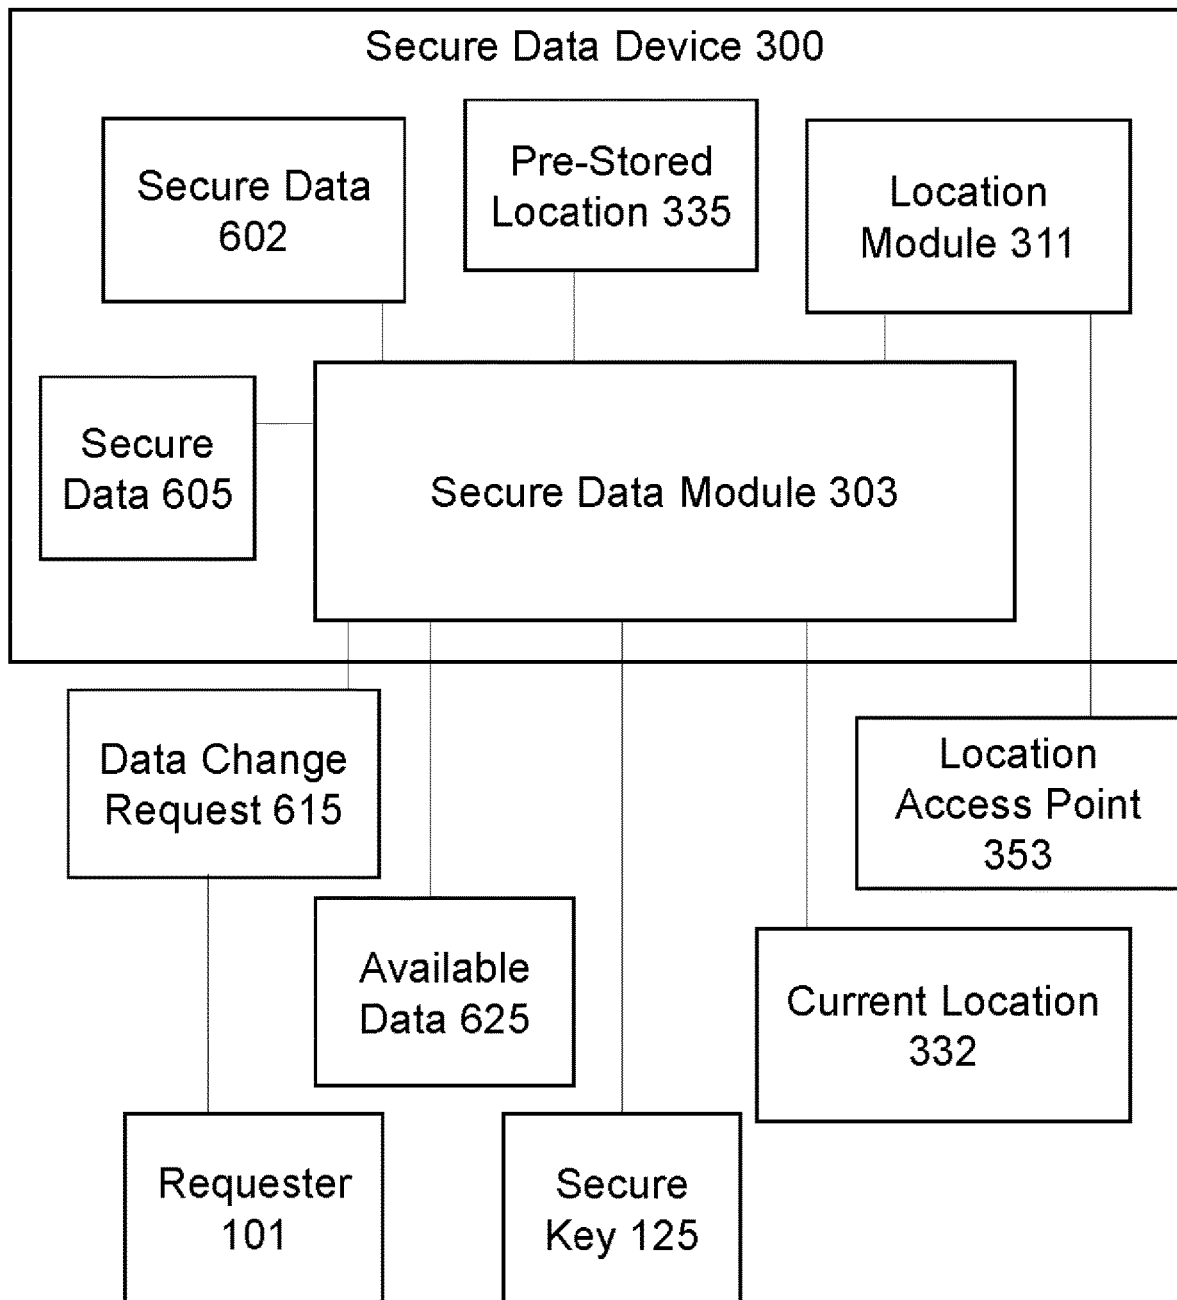 Secure Data Device 300
Secure Data
602
Pre-Stored
Location 335
Location
Module 311
Secure
Data 605
Secure Data Module 303
Data Change
Request 615
Location
Access Point
353
Available
Data 625
Current Location
332
Requester
101
Secure
Key 125